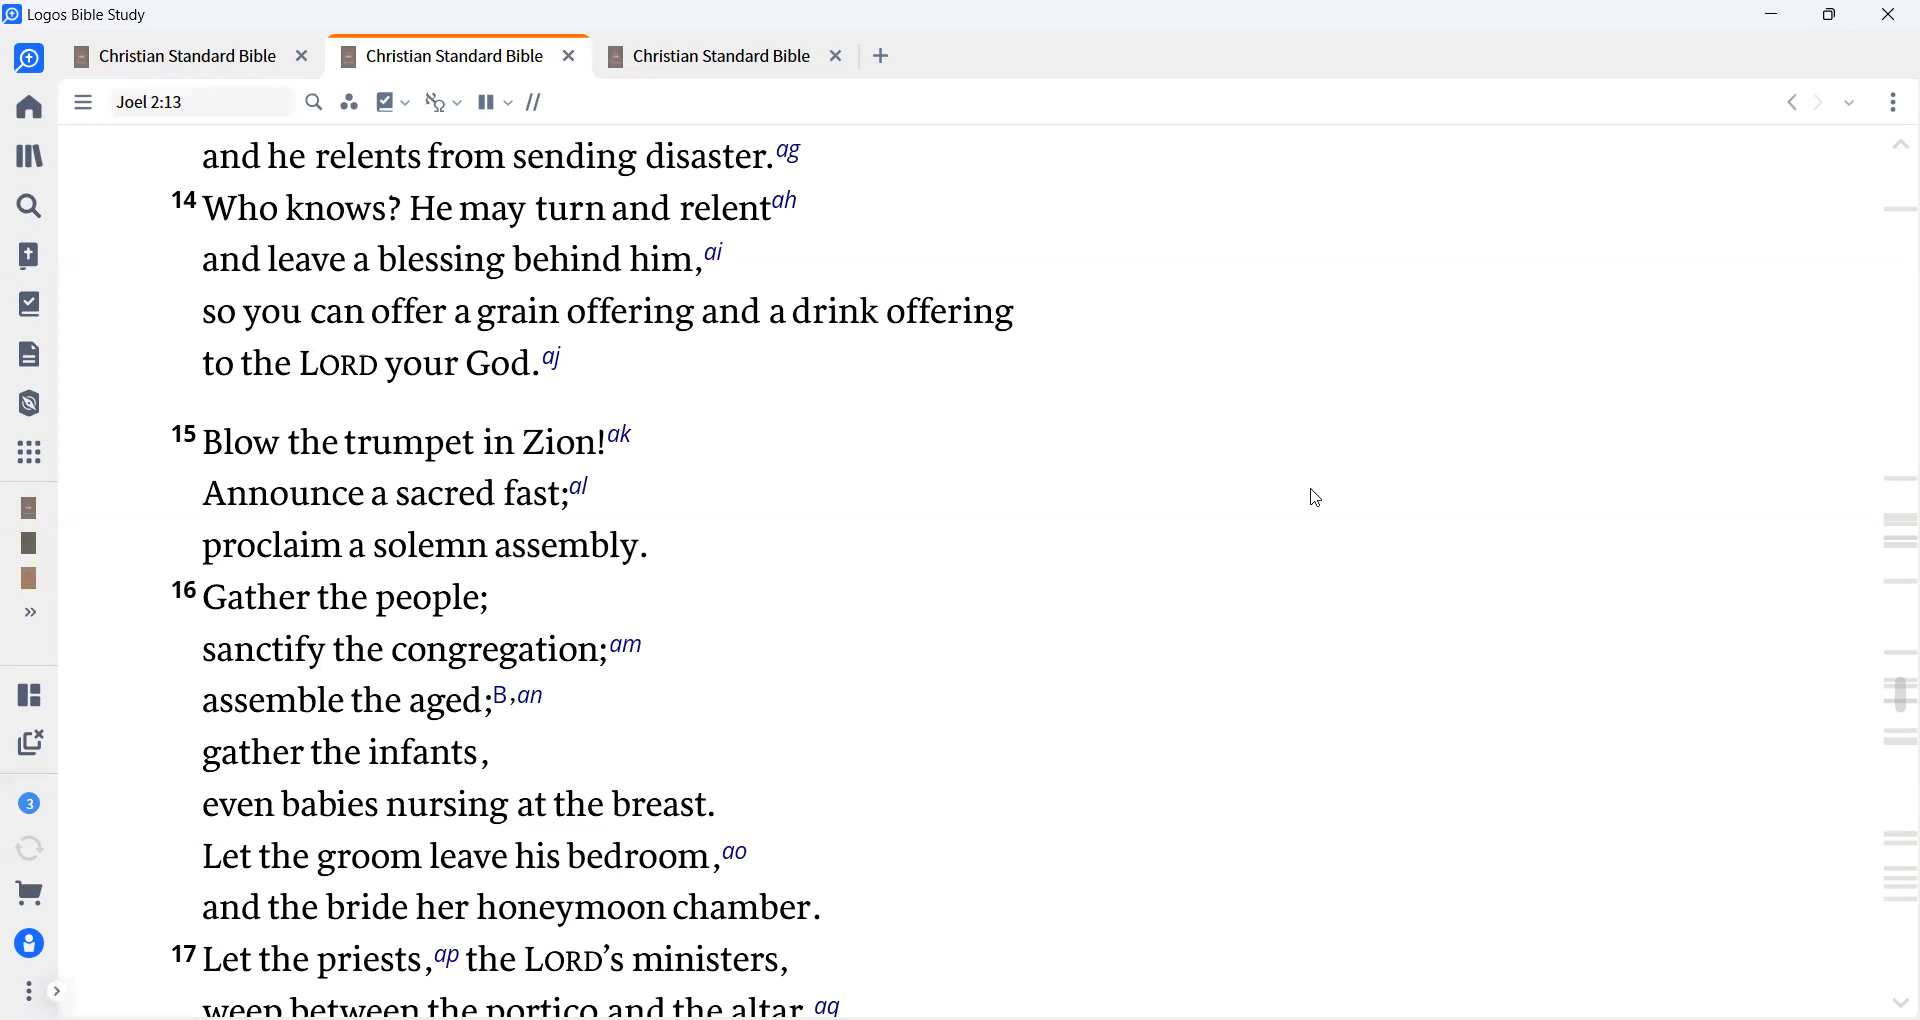 Logos Bible Study
Christian Standard Bible
Christian Standard Bible
Christian Standard Bible
Joel 2:13
and he relents from sending disaster.ag
14 Who knows? He may turn and relentah
and leave a blessing behind him,ai
so you can offer a grain offering and a drink offering
to the LORD your God.aj
15 Blow the trumpet in Zion!ak
Announce a sacred fast;al
proclaim a solemn assembly.
16 Gather the people;
sanctify the congregation;am
assemble the aged;B,an
gather the infants,
even babies nursing at the breast.
Let the groom leave his bedroom,ao
and the bride her honeymoon chamber.
17 Let the priests,ap the LORD’s ministers,
weep between the portico and the altar.aq
3